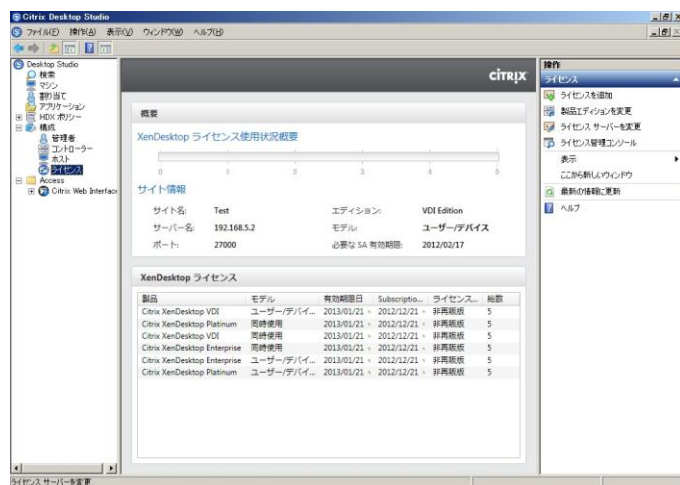 Citrix Desktop Studio
ファイル(F) 操作(A) 表示(V) ウィンドウ(W) ヘルプ(H)
Desktop Studio
検索
マシン
割り当て
アプリケーション
HDX ポリシー
構成
管理者
コントローラー
ホスト
ライセンス
Access
Citrix Web Interfac
CITRIX
概要
XenDesktop ライセンス使用状況概要
0 1 2 3 4 5
サイト情報
サイト名: Test エディション: VDI Edition
サーバー名: 192.168.5.2 モデル: ユーザー/デバイス
ポート: 27000 必要な SA 有効期限: 2012/02/17
XenDesktop ライセンス
製品 モデル 有効期限日 Subscriptio... ライセンス... 総数
Citrix XenDesktop VDI ユーザー/デバイ... 2013/01/21 2012/12/21 非再販版 5
Citrix XenDesktop Platinum 同時使用 2013/01/21 2012/12/21 非再販版 5
Citrix XenDesktop VDI 同時使用 2013/01/21 2012/12/21 非再販版 5
Citrix XenDesktop Enterprise 同時使用 2013/01/21 2012/12/21 非再販版 5
Citrix XenDesktop Enterprise ユーザー/デバイ... 2013/01/21 2012/12/21 非再販版 5
Citrix XenDesktop Platinum ユーザー/デバイ... 2013/01/21 2012/12/21 非再販版 5
操作
ライセンス
ライセンスを追加
製品エディションを変更
ライセンス サーバーを変更
ライセンス管理コンソール
表示
ここから新しいウィンドウ
最新の情報に更新
ヘルプ
ライセンス サーバーを変更